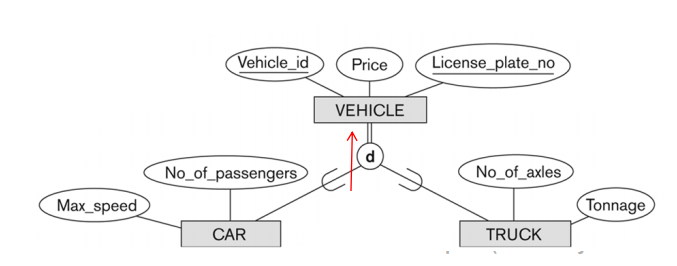 Vehicle_id
Price
License_plate_no
VEHICLE
d
No_of_passengers
No_of_axles
Max_speed
Tonnage
CAR
TRUCK